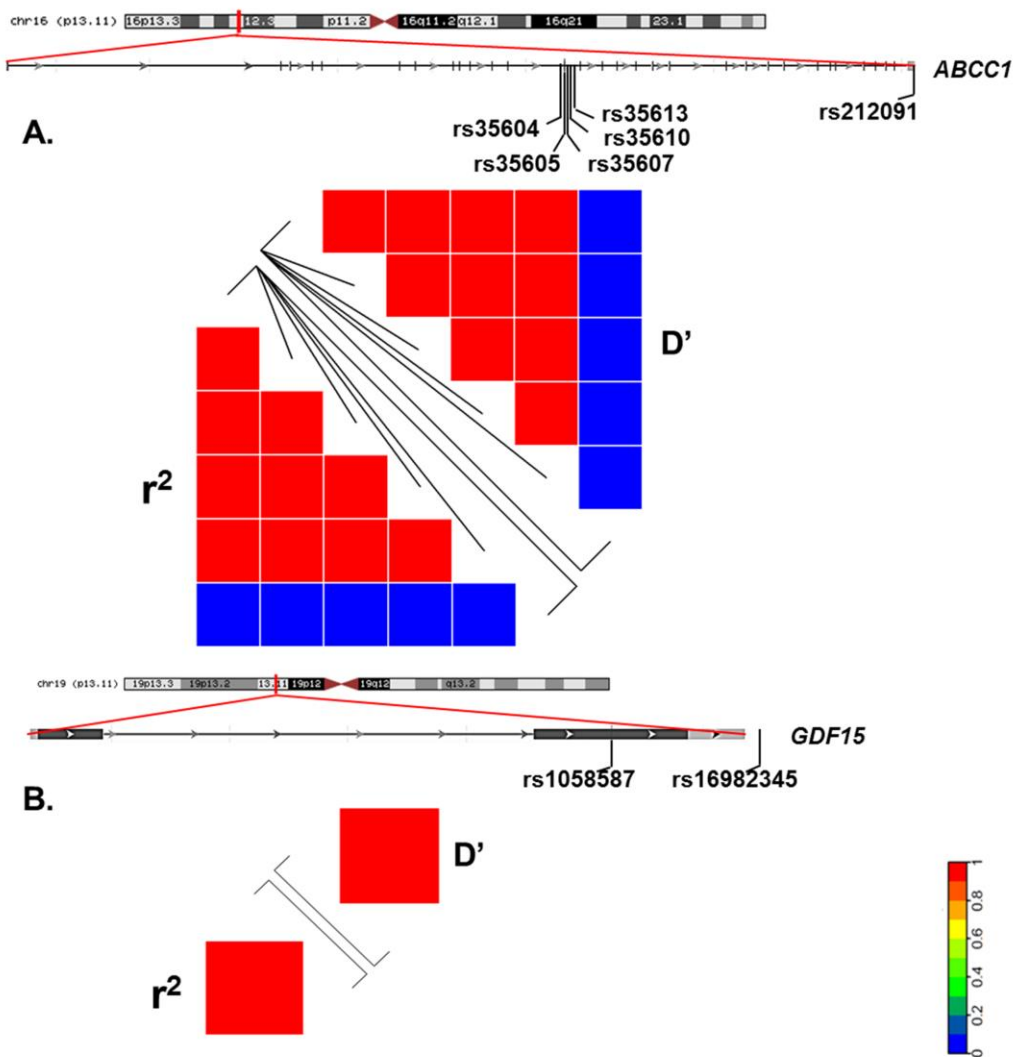 chr16 (p13.11) 16p13.3 12.3 p11.2 16q11.2 q12.1 16q21 23.1
ABCC1
rs212091
rs35613
rs35604
rs35610
A.
rs35605 rs35607
D’
r²
chr19 (p13.11) 19p13.3 19p13.2 13.11 19p12 19q12 q13.2
GDF15
rs1058587 rs16982345
B.
D’
r²
1
0.8
0.6
0.4
0.2
0